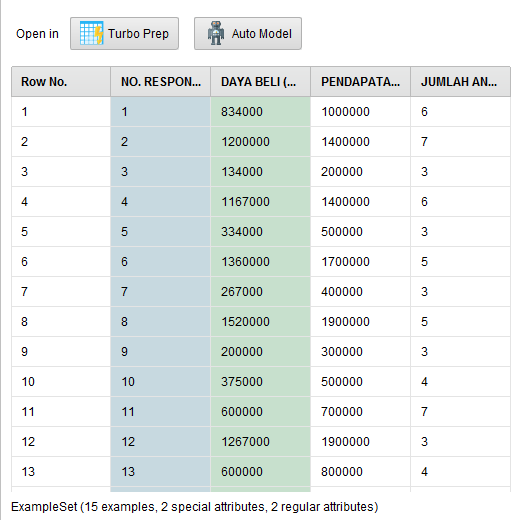 Open in Turbo Prep Auto Model
Row No. NO. RESPON... DAYA BELI (... PENDAPATA... JUMLAH AN...
1 1 834000 1000000 6
2 2 1200000 1400000 7
3 3 134000 200000 3
4 4 1167000 1400000 6
5 5 334000 500000 3
6 6 1360000 1700000 5
7 7 267000 400000 3
8 8 1520000 1900000 5
9 9 200000 300000 3
10 10 375000 500000 4
11 11 600000 700000 7
12 12 1267000 1900000 3
13 13 600000 800000 4
ExampleSet (15 examples, 2 special attributes, 2 regular attributes)